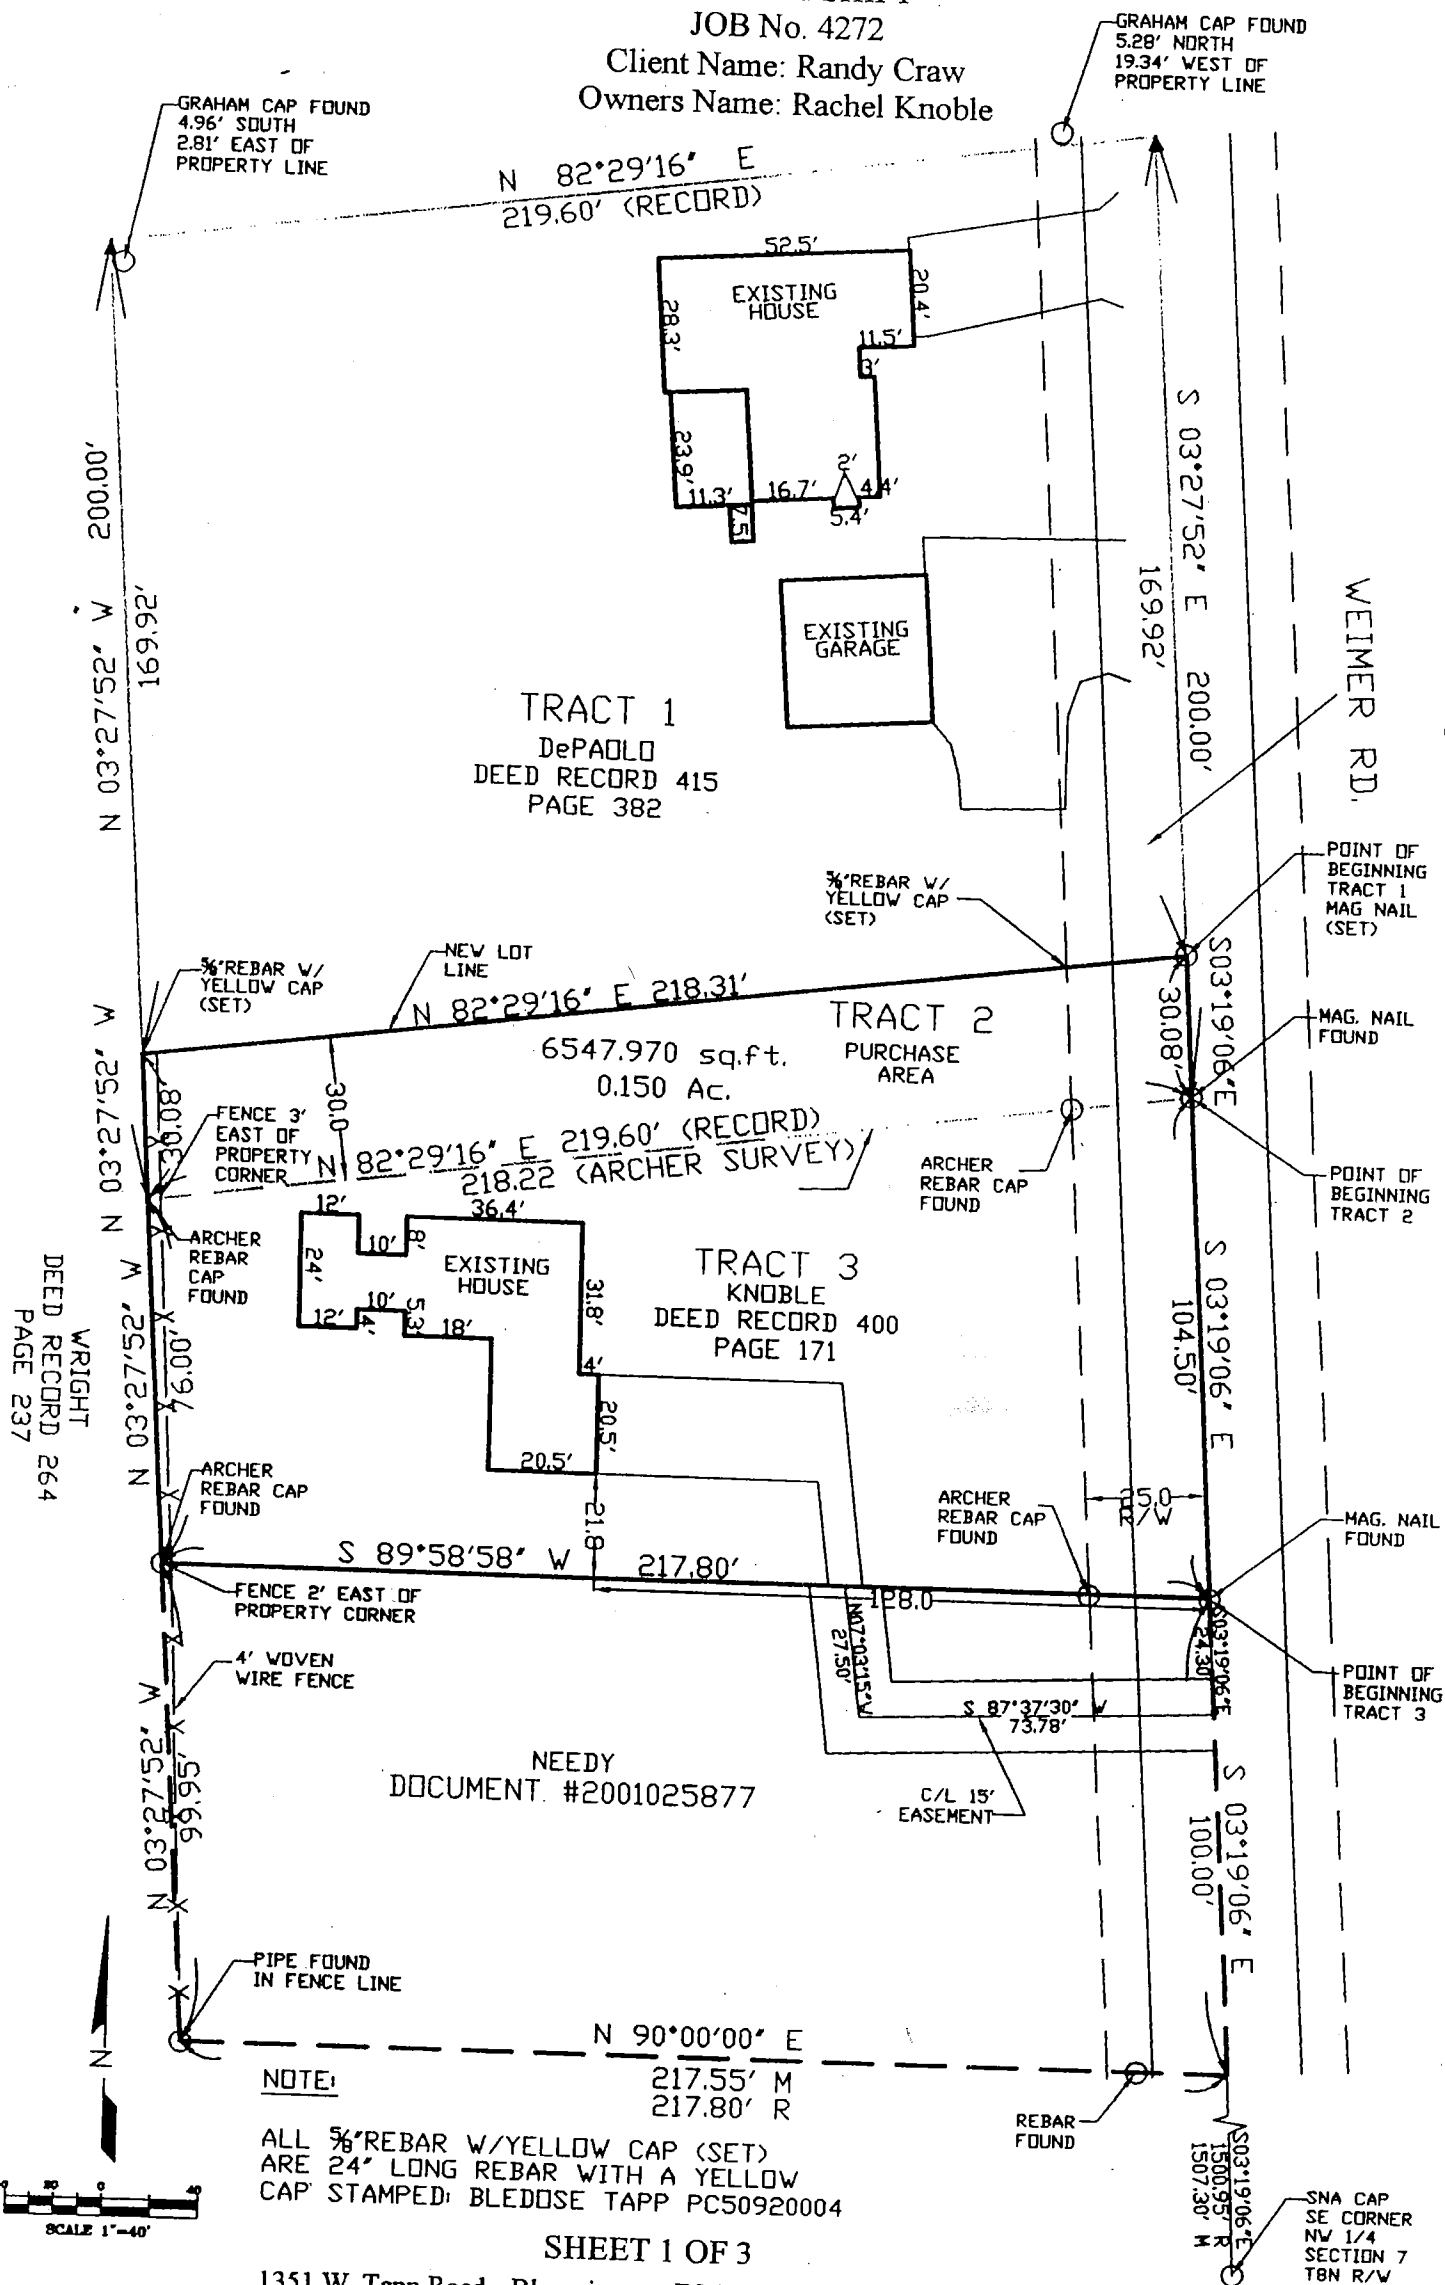 JOB No. 4272
Client Name: Randy Craw
Owners Name: Rachel Knoble
GRAHAM CAP FOUND
5.28' NORTH
19.34' WEST OF
PROPERTY LINE
GRAHAM CAP FOUND
4.96' SOUTH
2.81' EAST OF
PROPERTY LINE
N 82°29'16" E
219.60' (RECORD)
52.5'
EXISTING
HOUSE
20.4'
28.3'
11.5'
3'
23.9'
11.3'
16.7'
2'
4.4'
5.4'
7.5
S 03°27'52" E 200.00'
169.92'
N 03°27'52" W 200.00'
169.92'
WEIMER RD.
EXISTING
GARAGE
TRACT 1
DePAOLO
DEED RECORD 415
PAGE 382
POINT OF
BEGINNING
TRACT 1
MAG NAIL
(SET)
⅝"REBAR W/
YELLOW CAP
(SET)
NEW LOT
LINE
⅝"REBAR W/
YELLOW CAP
(SET)
N 82°29'16" E 218.31'
TRACT 2
PURCHASE
AREA
6547.970 sq.ft.
0.150 Ac.
S03°19'06"E
30.08'
MAG. NAIL
FOUND
N 03°27'52" W
30.08'
30.0
FENCE 3'
EAST OF
PROPERTY
CORNER
N 82°29'16" E 219.60' (RECORD)
218.22 (ARCHER SURVEY)
ARCHER
REBAR CAP
FOUND
POINT OF
BEGINNING
TRACT 2
ARCHER
REBAR
CAP
FOUND
12'
10'
8'
36.4'
24'
EXISTING
HOUSE
31.8'
12'
10'
4'
5.3'
18'
4'
20.5'
20.5'
21.8
TRACT 3
KNOBLE
DEED RECORD 400
PAGE 171
S 03°19'06" E
104.50'
N 03°27'52" W
76.00'
WRIGHT
DEED RECORD 264
PAGE 237
ARCHER
REBAR CAP
FOUND
ARCHER
REBAR CAP
FOUND
25.0
R/W
MAG. NAIL
FOUND
S 89°58'58" W 217.80'
128.0
FENCE 2' EAST OF
PROPERTY CORNER
4' WOVEN
WIRE FENCE
N07°03'15"W
27.50'
S03°19'06"E
24.30'
S 87°37'30" W
73.78'
POINT OF
BEGINNING
TRACT 3
NEEDY
DOCUMENT. #2001025877
C/L 15'
EASEMENT
N 03°27'52" W
99.95'
S 03°19'06" E
100.00'
PIPE FOUND
IN FENCE LINE
N
N 90°00'00" E
217.55' M
217.80' R
REBAR
FOUND
NOTE:
ALL ⅝"REBAR W/YELLOW CAP (SET)
ARE 24" LONG REBAR WITH A YELLOW
CAP STAMPED: BLEDOSE TAPP PC50920004
S03°19'06"E
1500.95' R
1507.30' M
SNA CAP
SE CORNER
NW 1/4
SECTION 7
T8N R/W
0
40
SCALE 1"=40'
SHEET 1 OF 3
1351 W. Tapp Road